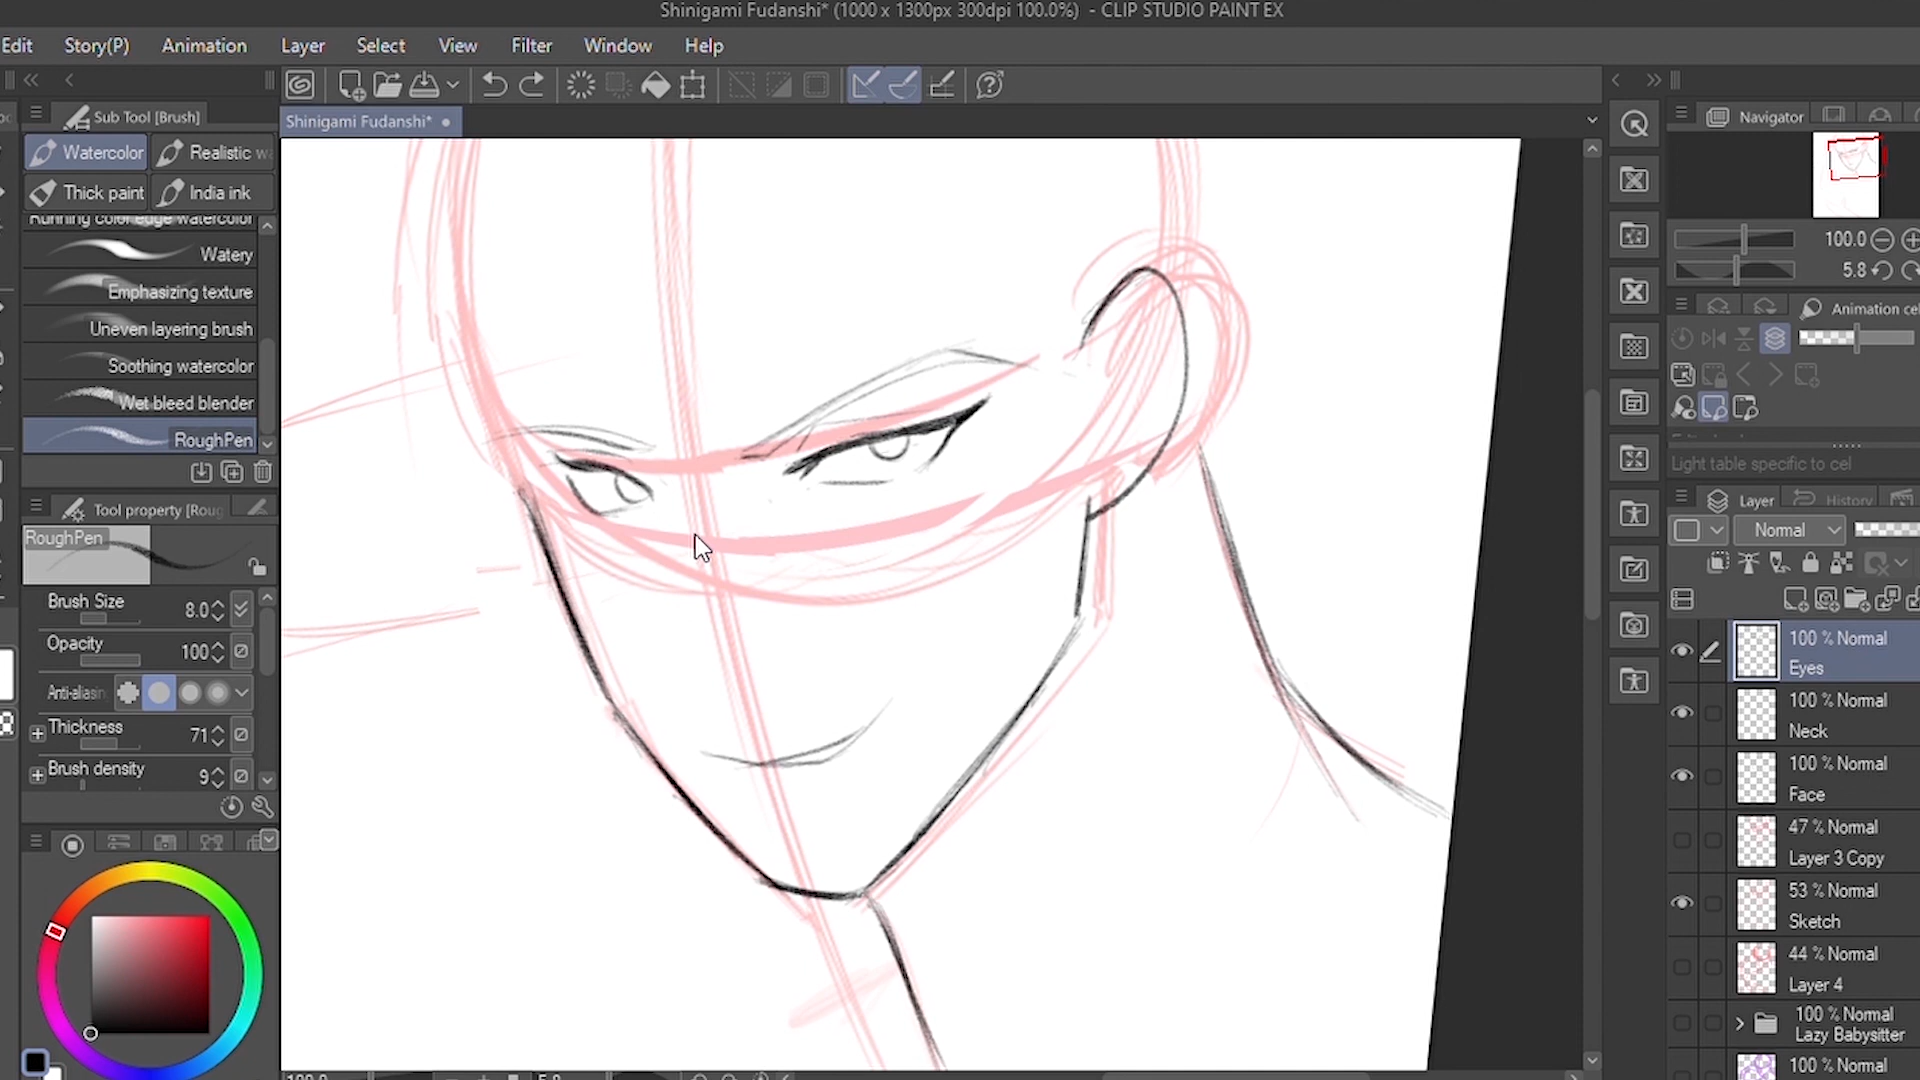 Shinigami Fudanshi* (1000 x 1300px 300dpi 100.0%) - CLIP STUDIO PAINT EX
Edit Story(P) Animation Layer Select View Filter Window Help
Sub Tool [Brush]
Shinigami Fudanshi*
Navigator
Watercolor Realistic
Thick paint India ink
Running color edge watercolor
Watery
Emphasizing texture
Uneven layering brush
Soothing watercolor
Wet bleed blender
RoughPen
100.0
5.8
Animation cel
Light table specific to cel
Tool property [Roug
RoughPen
Brush Size 8.0
Opacity 100
Anti-aliasin
Thickness 71
Brush density 9
Layer History
Normal
100 % Normal
Eyes
100 % Normal
Neck
100 % Normal
Face
47 % Normal
Layer 3 Copy
53 % Normal
Sketch
44 % Normal
Layer 4
100 % Normal
Lazy Babysitter
100 % Normal